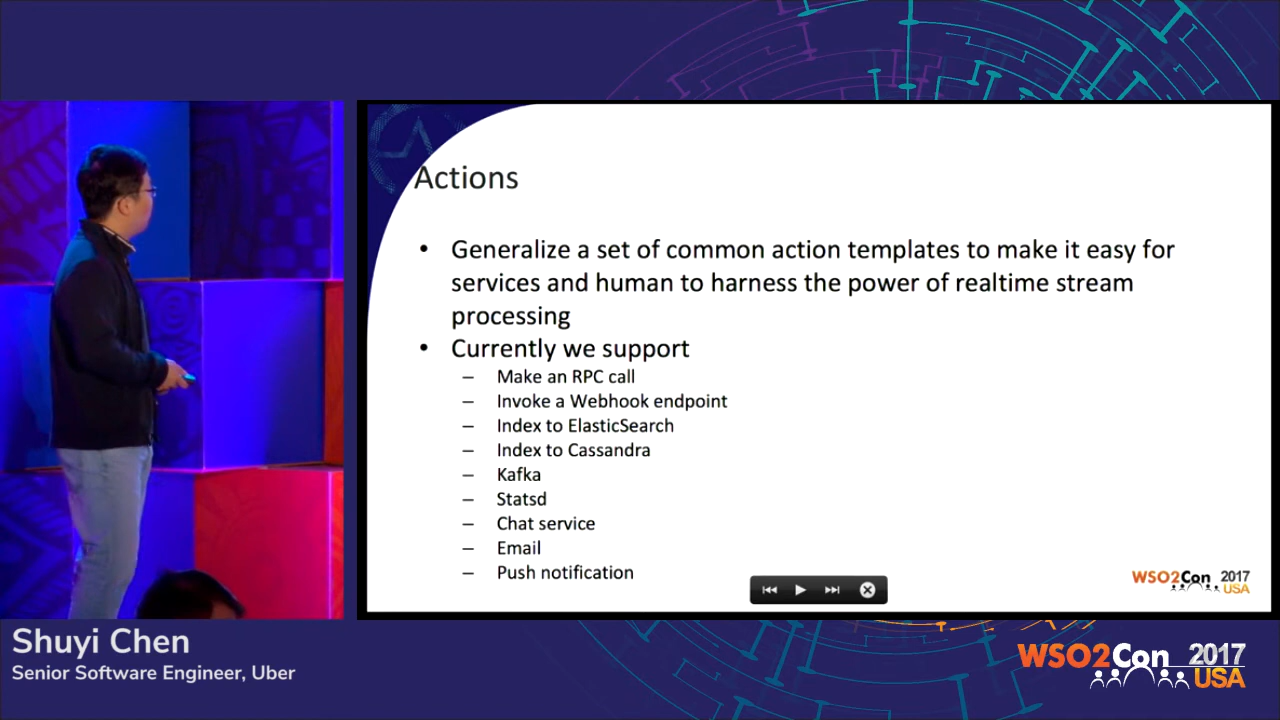 Actions
• Generalize a set of common action templates to make it easy for
services and human to harness the power of realtime stream
processing
• Currently we support
– Make an RPC call
– Invoke a Webhook endpoint
– Index to ElasticSearch
– Index to Cassandra
– Kafka
– Statsd
– Chat service
– Email
– Push notification
WSO2Con 2017
USA
Shuyi Chen
Senior Software Engineer, Uber
WSO2Con 2017
USA